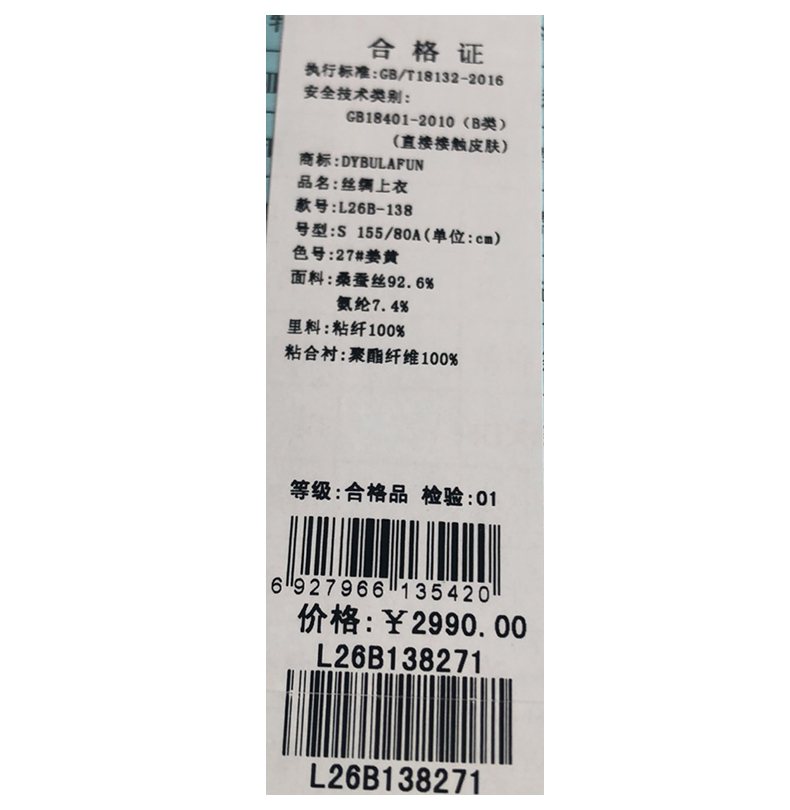 合格证
执行标准:GB/T18132-2016
安全技术类别:
GB18401-2010（B类）
(直接接触皮肤)
商标:DYBULAFUN
品名:丝绸上衣
款号:L26B-138
号型:S 155/80A(单位:cm)
色号:27#姜黄
面料:桑蚕丝92.6%
氨纶7.4%
里料:粘纤100%
粘合衬:聚酯纤维100%
等级:合格品 检验:01
6 927966 135420
价格:￥2990.00
L26B138271
L26B138271